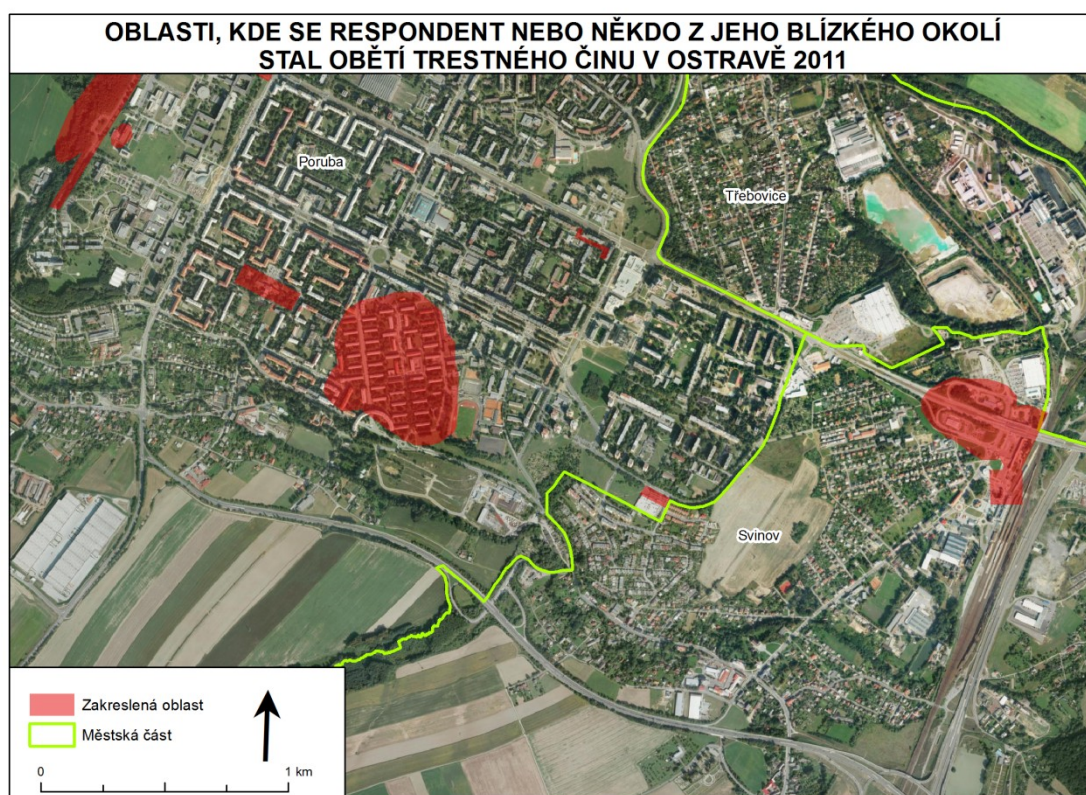 OBLASTI, KDE SE RESPONDENT NEBO NĚKDO Z JEHO BLÍZKÉHO OKOLÍ
STAL OBĚTÍ TRESTNÉHO ČINU V OSTRAVĚ 2011
Poruba
Třebovice
Svinov
Zakreslená oblast
Městská část
0 1 km